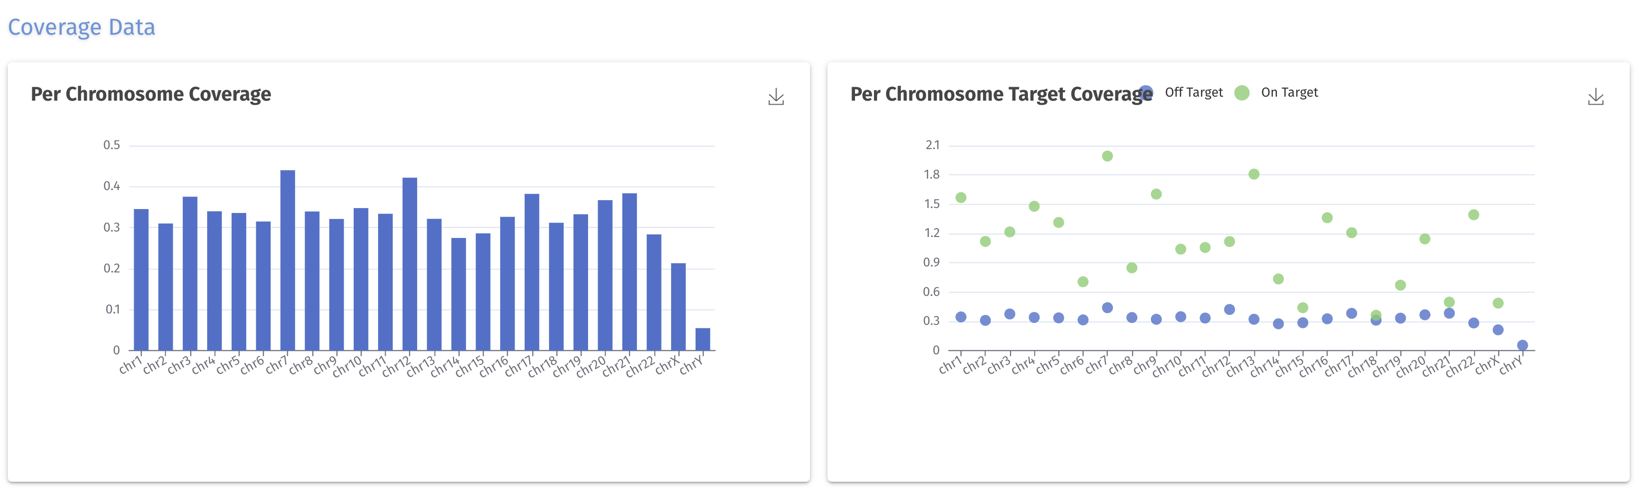 Coverage Data
Per Chromosome Coverage
0.5
0.4
0.3
0.2
0.1
0
chr1 chr2 chr3 chr4 chr5 chr6 chr7 chr8 chr9 chr10 chr11 chr12 chr13 chr14 chr15 chr16 chr17 chr18 chr19 chr20 chr21 chr22 chrX chrY
Per Chromosome Target Coverage Off Target On Target
2.1
1.8
1.5
1.2
0.9
0.6
0.3
0
chr1 chr2 chr3 chr4 chr5 chr6 chr7 chr8 chr9 chr10 chr11 chr12 chr13 chr14 chr15 chr16 chr17 chr18 chr19 chr20 chr21 chr22 chrX chrY